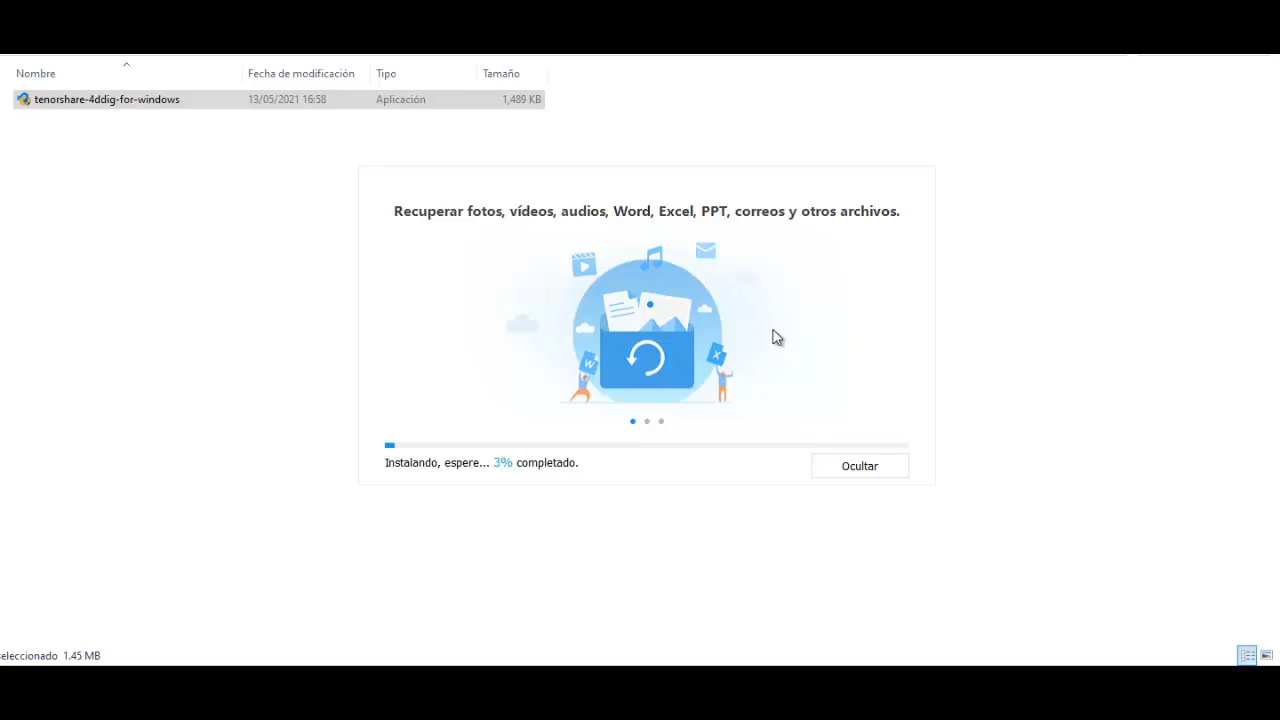 Nombre Fecha de modificación Tipo Tamaño
tenorshare-4ddig-for-windows 13/05/2021 16:58 Aplicación 1,489 KB
Recuperar fotos, vídeos, audios, Word, Excel, PPT, correos y otros archivos.
W
X
Instalando, espere... 3% completado.
Ocultar
seleccionado 1.45 MB